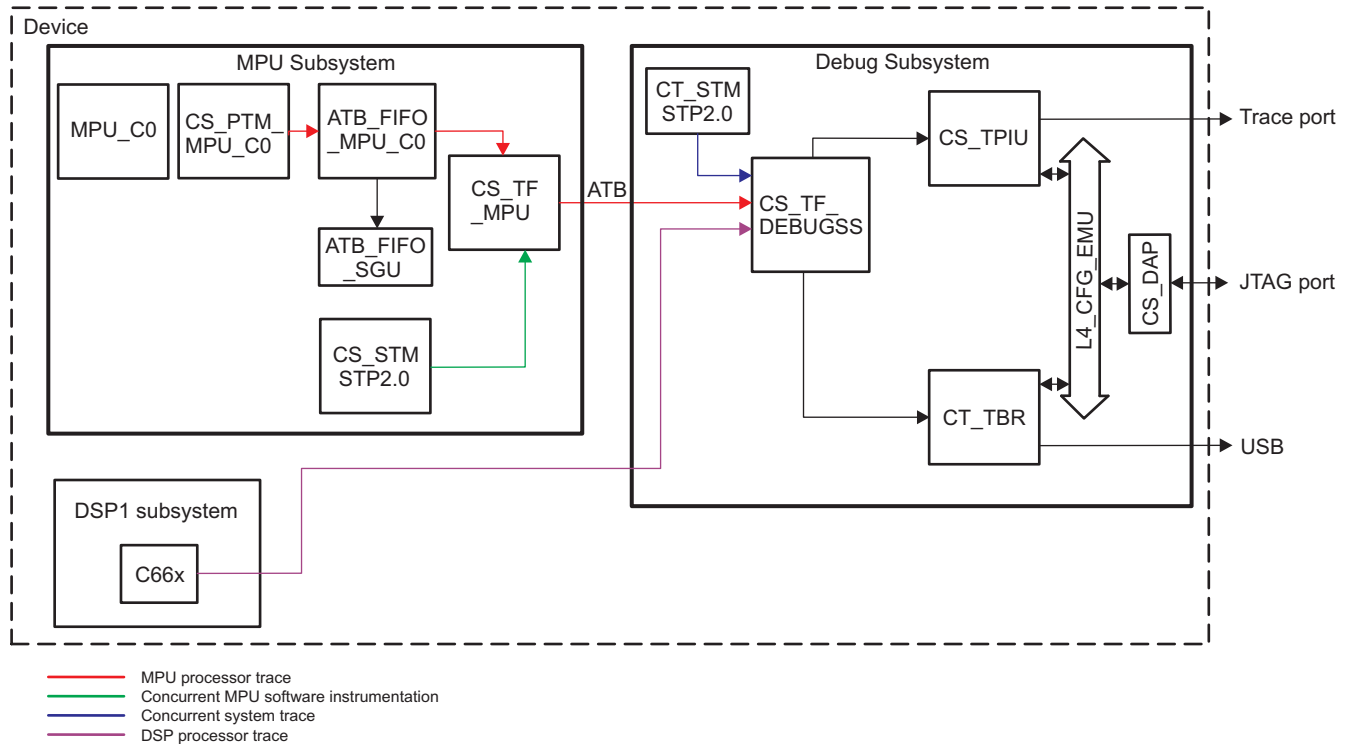 Device
MPU Subsystem
MPU_C0
CS_PTM_
MPU_C0
ATB_FIFO
_MPU_C0
CS_TF
_MPU
ATB_FIFO
_SGU
CS_STM
STP2.0
ATB
Debug Subsystem
CT_STM
STP2.0
CS_TF_
DEBUGSS
CS_TPIU
L4_CFG_EMU
CS_DAP
CT_TBR
Trace port
JTAG port
USB
DSP1 subsystem
C66x
MPU processor trace
Concurrent MPU software instrumentation
Concurrent system trace
DSP processor trace